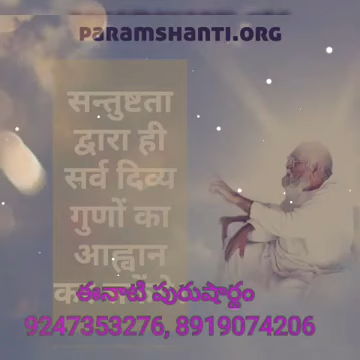 PARAMSHANTI.ORG
सन्तुष्टता
द्वारा ही
सर्व दिव्य
गुणों का
आह्वान
ఈనాటి పురుషార్థం
9247353276, 8919074206